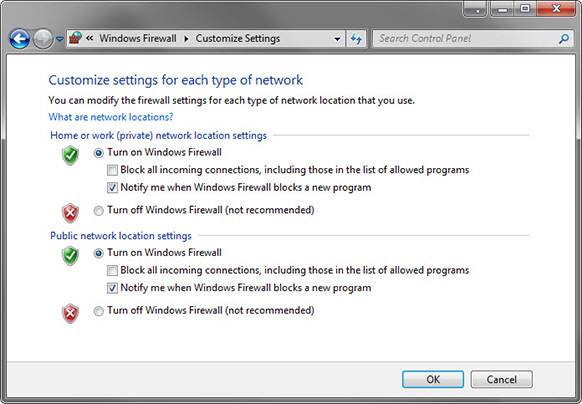 « Windows Firewall ▸ Customize Settings
Search Control Panel
Customize settings for each type of network
You can modify the firewall settings for each type of network location that you use.
What are network locations?
Home or work (private) network location settings
Turn on Windows Firewall
Block all incoming connections, including those in the list of allowed programs
Notify me when Windows Firewall blocks a new program
Turn off Windows Firewall (not recommended)
Public network location settings
Turn on Windows Firewall
Block all incoming connections, including those in the list of allowed programs
Notify me when Windows Firewall blocks a new program
Turn off Windows Firewall (not recommended)
OK
Cancel